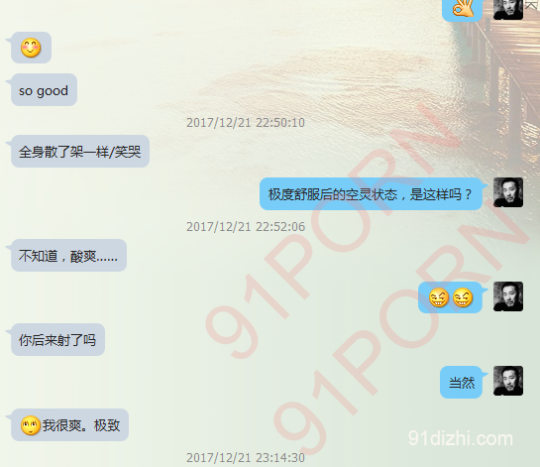 so good
2017/12/21 22:50:10
全身散了架一样/笑哭
极度舒服后的空灵状态，是这样吗？
2017/12/21 22:52:06
不知道，酸爽......
你后来射了吗
当然
我很爽。极致
2017/12/21 23:14:30
91PORN
91PORN
91dizhi.com